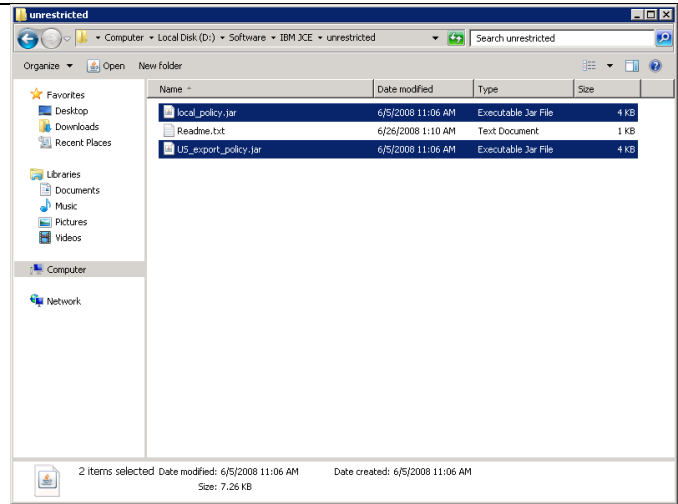 unrestricted
Computer Local Disk (D:) Software IBM JCE unrestricted Search unrestricted
Organize Open New folder
Name Date modified Type Size
Favorites
Desktop
Downloads
Recent Places
Libraries
Documents
Music
Pictures
Videos
Computer
Network
local_policy.jar 6/5/2008 11:06 AM Executable Jar File 4 KB
Readme.txt 6/26/2008 1:10 AM Text Document 1 KB
US_export_policy.jar 6/5/2008 11:06 AM Executable Jar File 4 KB
2 items selected Date modified: 6/5/2008 11:06 AM Date created: 6/5/2008 11:06 AM
Size: 7.26 KB